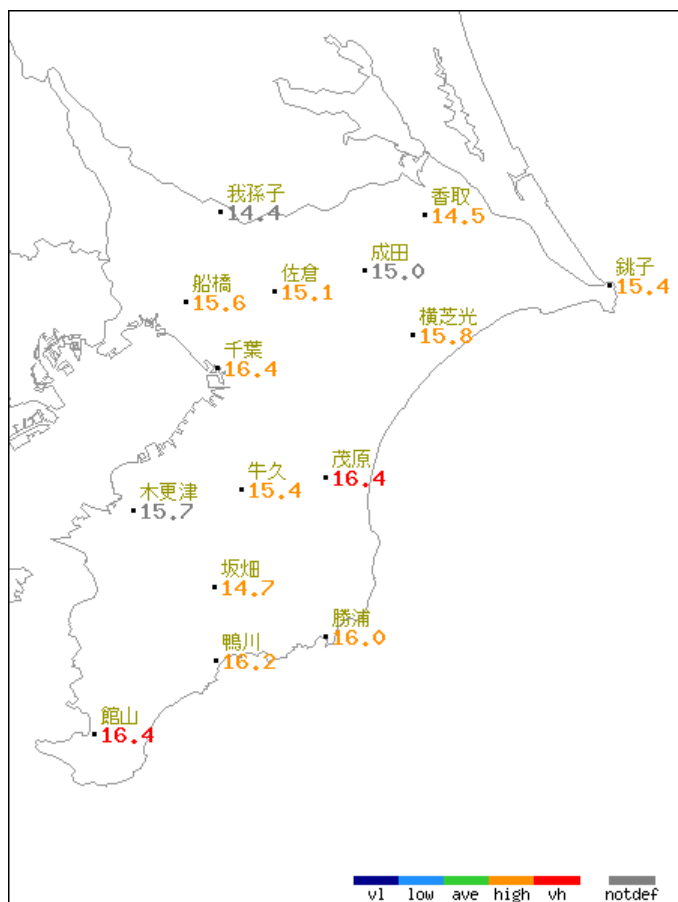 我孫子
14.4
香取
14.5
成田
15.0
佐倉
15.1
船橋
15.6
銚子
15.4
横芝光
15.8
千葉
16.4
茂原
16.4
牛久
15.4
木更津
15.7
坂畑
14.7
勝浦
16.0
鴨川
16.2
館山
16.4
vl low ave high vh notdef